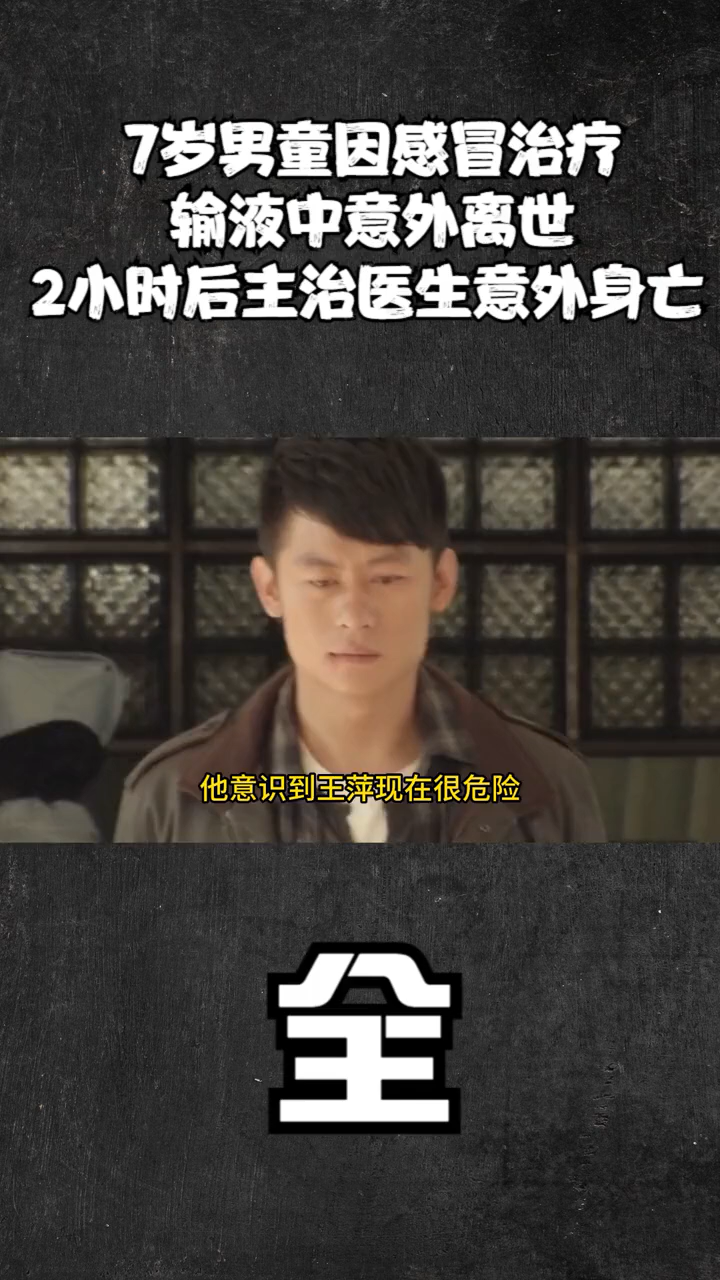 7岁男童因感冒治疗
输液中意外离世
2小时后主治医生意外身亡
他意识到王萍现在很危险
全